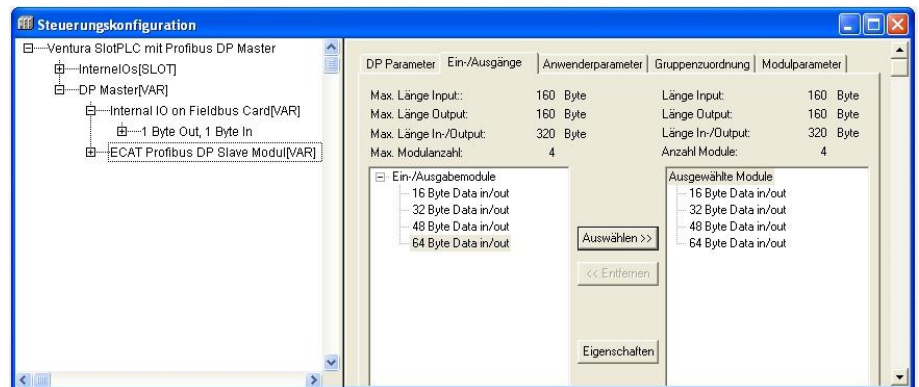 Steuerungskonfiguration
Ventura SlotPLC mit Profibus DP Master
InterneIOs[SLOT]
DP Master[VAR]
Internal IO on Fieldbus Card[VAR]
1 Byte Out, 1 Byte In
ECAT Profibus DP Slave Modul[VAR]
DP Parameter Ein-/Ausgänge Anwenderparameter Gruppenzuordnung Modulparameter
Max. Länge Input:: 160 Byte Länge Input: 160 Byte
Max. Länge Output: 160 Byte Länge Output: 160 Byte
Max. Länge In-/Output: 320 Byte Länge In-/Output: 320 Byte
Max. Modulanzahl: 4 Anzahl Module: 4
Ein-/Ausgabemodule
16 Byte Data in/out
32 Byte Data in/out
48 Byte Data in/out
64 Byte Data in/out
Auswählen >>
<< Entfernen
Eigenschaften
Ausgewählte Module
16 Byte Data in/out
32 Byte Data in/out
48 Byte Data in/out
64 Byte Data in/out